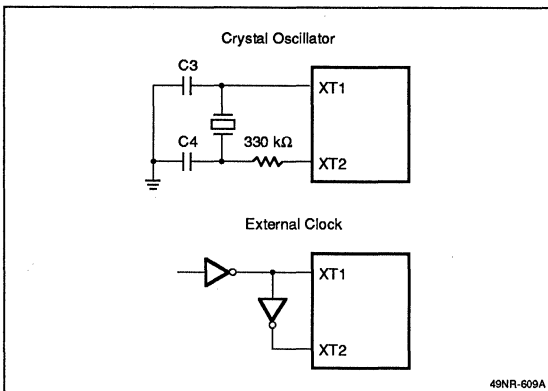 Crystal Oscillator
C3
XT1
C4
330 kΩ
XT2
External Clock
XT1
XT2
49NR-609A